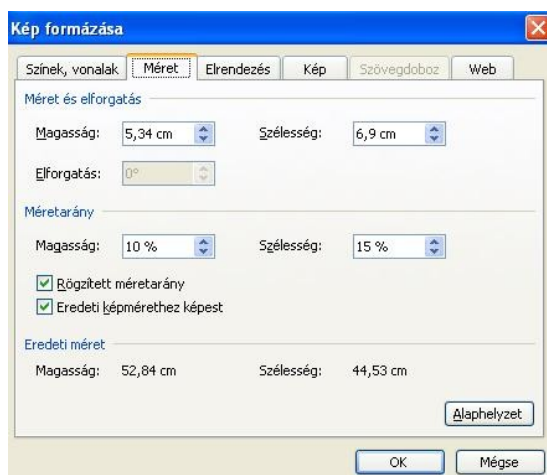 Kép formázása
Színek, vonalak Méret Elrendezés Kép Szövegdoboz Web
Méret és elforgatás
Magasság: 5,34 cm Szélesség: 6,9 cm
Elforgatás: 0°
Méretarány
Magasság: 10 % Szélesség: 15 %
Rögzített méretarány
Eredeti képmérethez képest
Eredeti méret
Magasság: 52,84 cm Szélesség: 44,53 cm
Alaphelyzet
OK Mégse